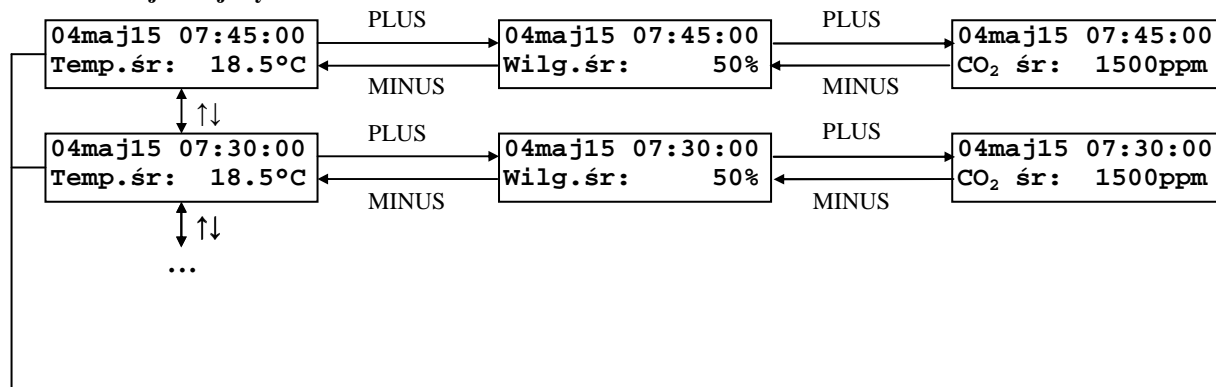 PLUS PLUS
04maj15 07:45:00 04maj15 07:45:00 04maj15 07:45:00
Temp.śr: 18.5°C Wilg.śr: 50% CO₂ śr: 1500ppm
MINUS MINUS
↑↓
PLUS PLUS
04maj15 07:30:00 04maj15 07:30:00 04maj15 07:30:00
Temp.śr: 18.5°C Wilg.śr: 50% CO₂ śr: 1500ppm
MINUS MINUS
↑↓
...